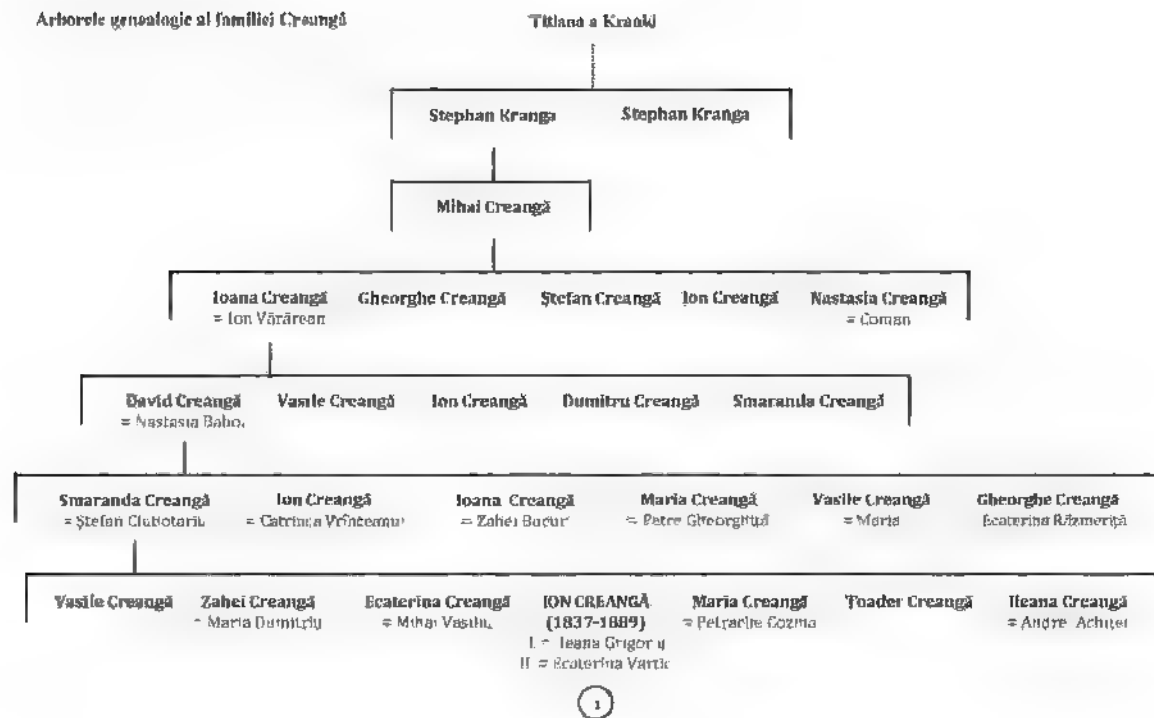 Arborele genealogic al familiei Creangă
Titiana a Kranki
Stephan Kranga Stephan Kranga
Mihai Creangă
Ioana Creangă Gheorghe Creangă Ștefan Creangă Ion Creangă Nastasia Creangă
= Ion Vărărean = Coman
David Creangă Vasile Creangă Ion Creangă Dumitru Creangă Smaranda Creangă
= Nastasia
Smaranda Creangă Ion Creangă Ioana Creangă Maria Creangă Vasile Creangă Gheorghe Creangă
= Ștefan Ciubotariu = Catrinca = Zahei Bucur = Petre Gheorghiță = Maria Ecaterina Răzmeriță
Vasile Creangă Zahei Creangă Ecaterina Creangă ION CREANGĂ Maria Creangă Toader Creangă Ileana Creangă
= Maria Dumitriu = Mihai Vasiliu (1837-1889) = Petrache Cozma =
I = Ileana Grigoriu
II = Ecaterina Vartic
1